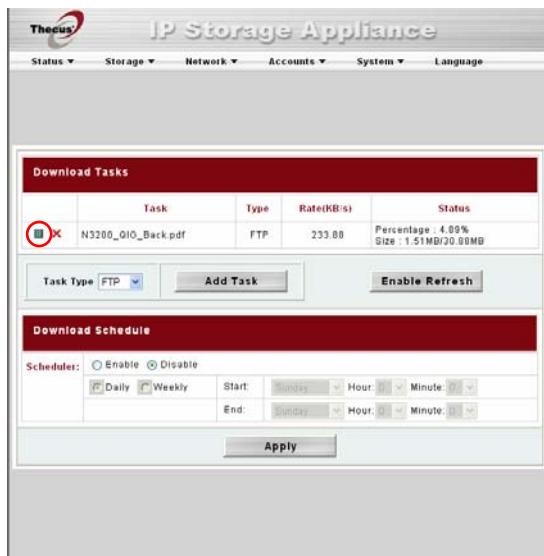 Thecus
IP Storage Appliance
Status Storage Network Accounts System Language
Download Tasks
Task Type Rate(KB/s) Status
N3200_QIG_Back.pdf FTP 233.88 Percentage : 4.89%
Size : 1.51MB/30.88MB
Task Type FTP Add Task Enable Refresh
Download Schedule
Scheduler: Enable Disable
Daily Weekly Start: Sunday Hour: 0 Minute: 0
End: Sunday Hour: 0 Minute: 0
Apply